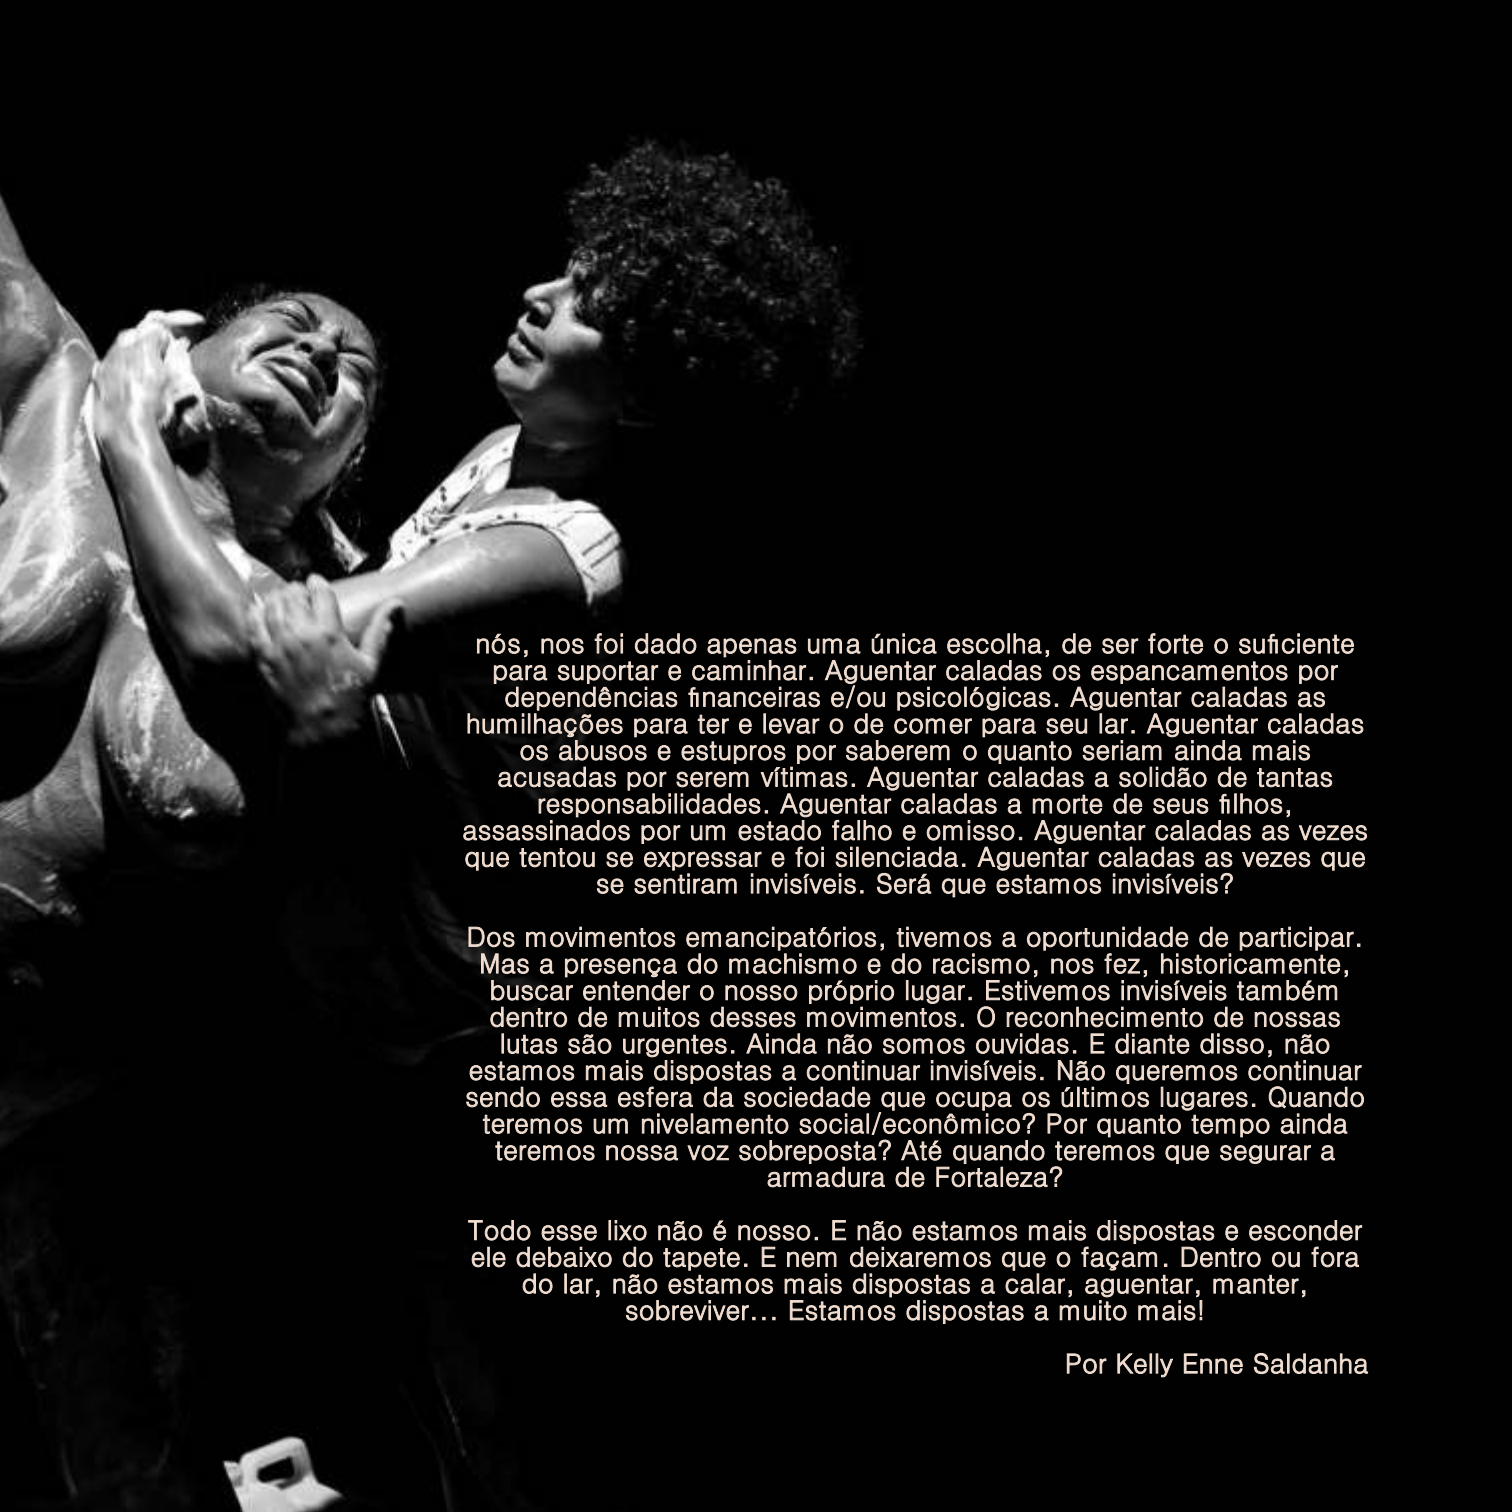 nós, nos foi dado apenas uma única escolha, de ser forte o suficiente
para suportar e caminhar. Aguentar caladas os espancamentos por
dependências financeiras e/ou psicológicas. Aguentar caladas as
humilhações para ter e levar o de comer para seu lar. Aguentar caladas
os abusos e estupros por saberem o quanto seriam ainda mais
acusadas por serem vítimas. Aguentar caladas a solidão de tantas
responsabilidades. Aguentar caladas a morte de seus filhos,
assassinados por um estado falho e omisso. Aguentar caladas as vezes
que tentou se expressar e foi silenciada. Aguentar caladas as vezes que
se sentiram invisíveis. Será que estamos invisíveis?
Dos movimentos emancipatórios, tivemos a oportunidade de participar.
Mas a presença do machismo e do racismo, nos fez, historicamente,
buscar entender o nosso próprio lugar. Estivemos invisíveis também
dentro de muitos desses movimentos. O reconhecimento de nossas
lutas são urgentes. Ainda não somos ouvidas. E diante disso, não
estamos mais dispostas a continuar invisíveis. Não queremos continuar
sendo essa esfera da sociedade que ocupa os últimos lugares. Quando
teremos um nivelamento social/econômico? Por quanto tempo ainda
teremos nossa voz sobreposta? Até quando teremos que segurar a
armadura de Fortaleza?
Todo esse lixo não é nosso. E não estamos mais dispostas e esconder
ele debaixo do tapete. E nem deixaremos que o façam. Dentro ou fora
do lar, não estamos mais dispostas a calar, aguentar, manter,
sobreviver... Estamos dispostas a muito mais!
Por Kelly Enne Saldanha